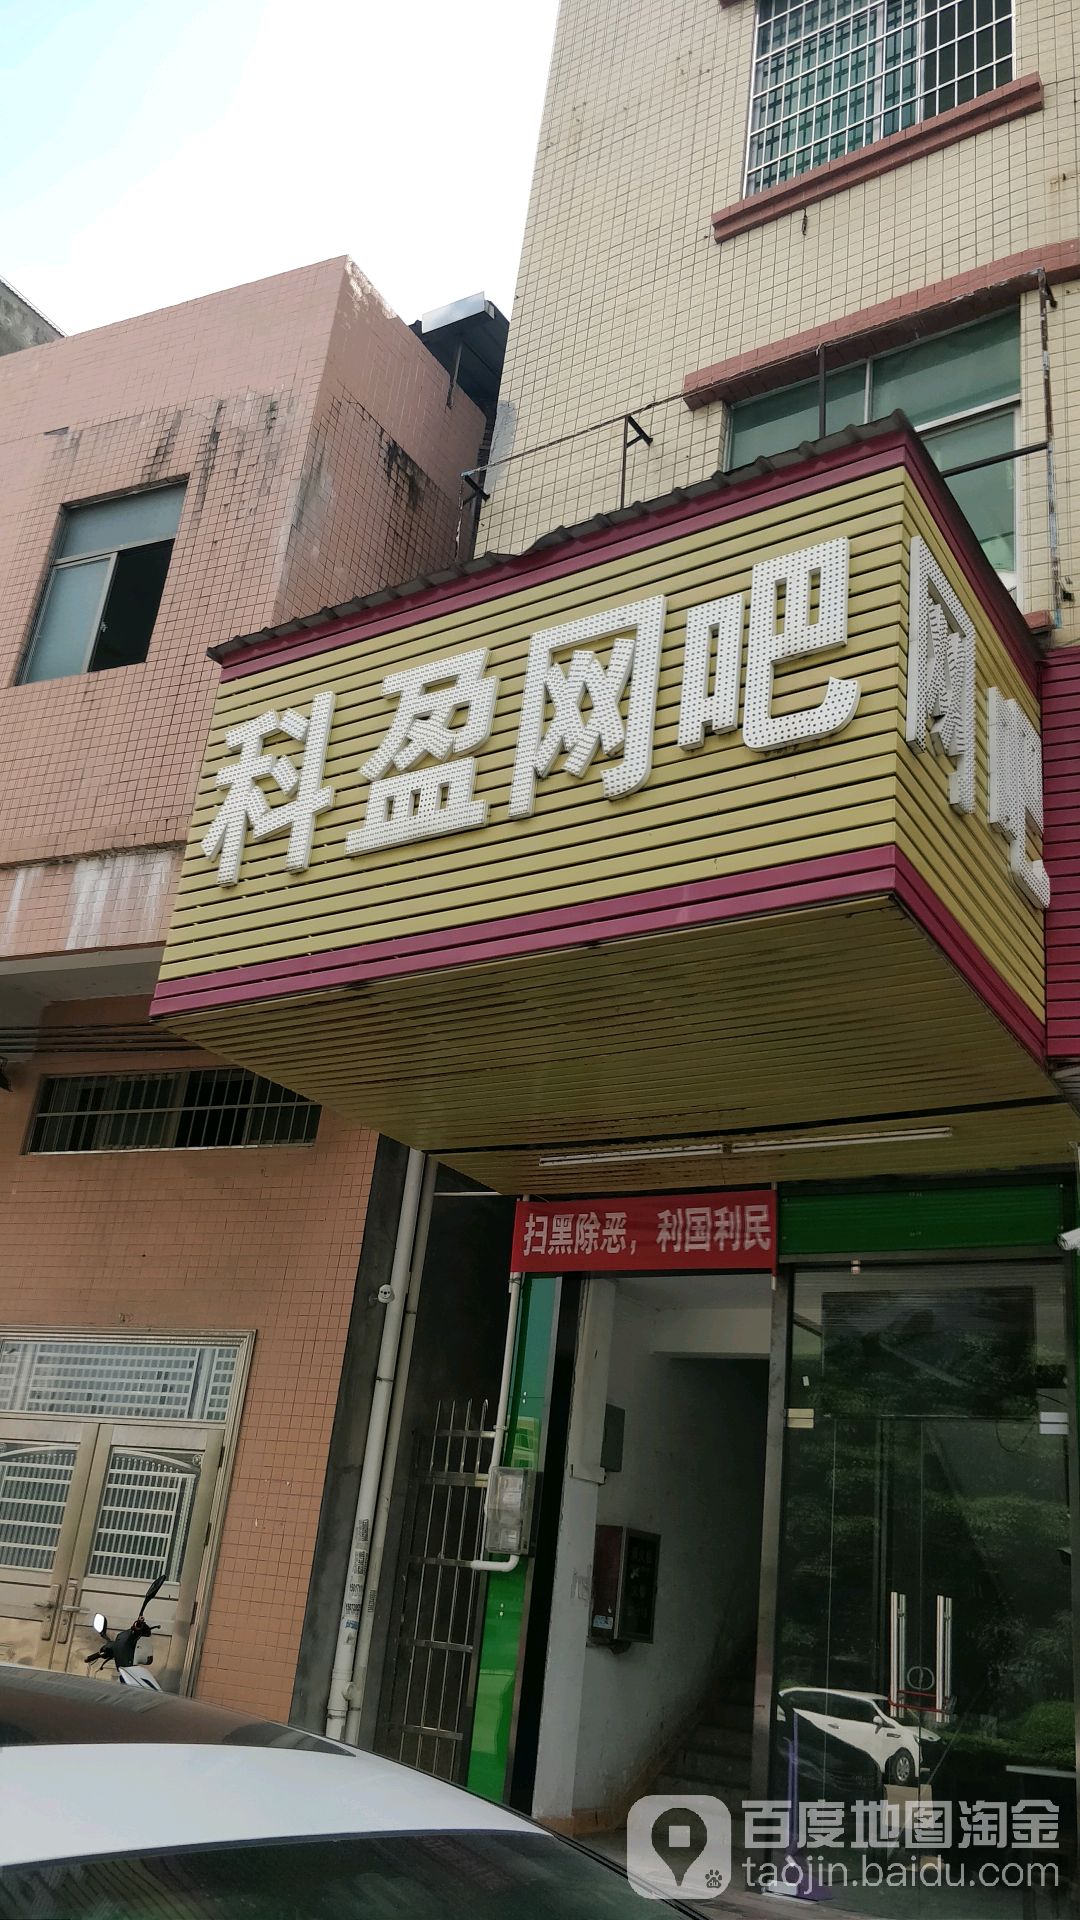 科盈网吧
网吧
扫黑除恶，利国利民
百度地图淘金
taojin.baidu.com